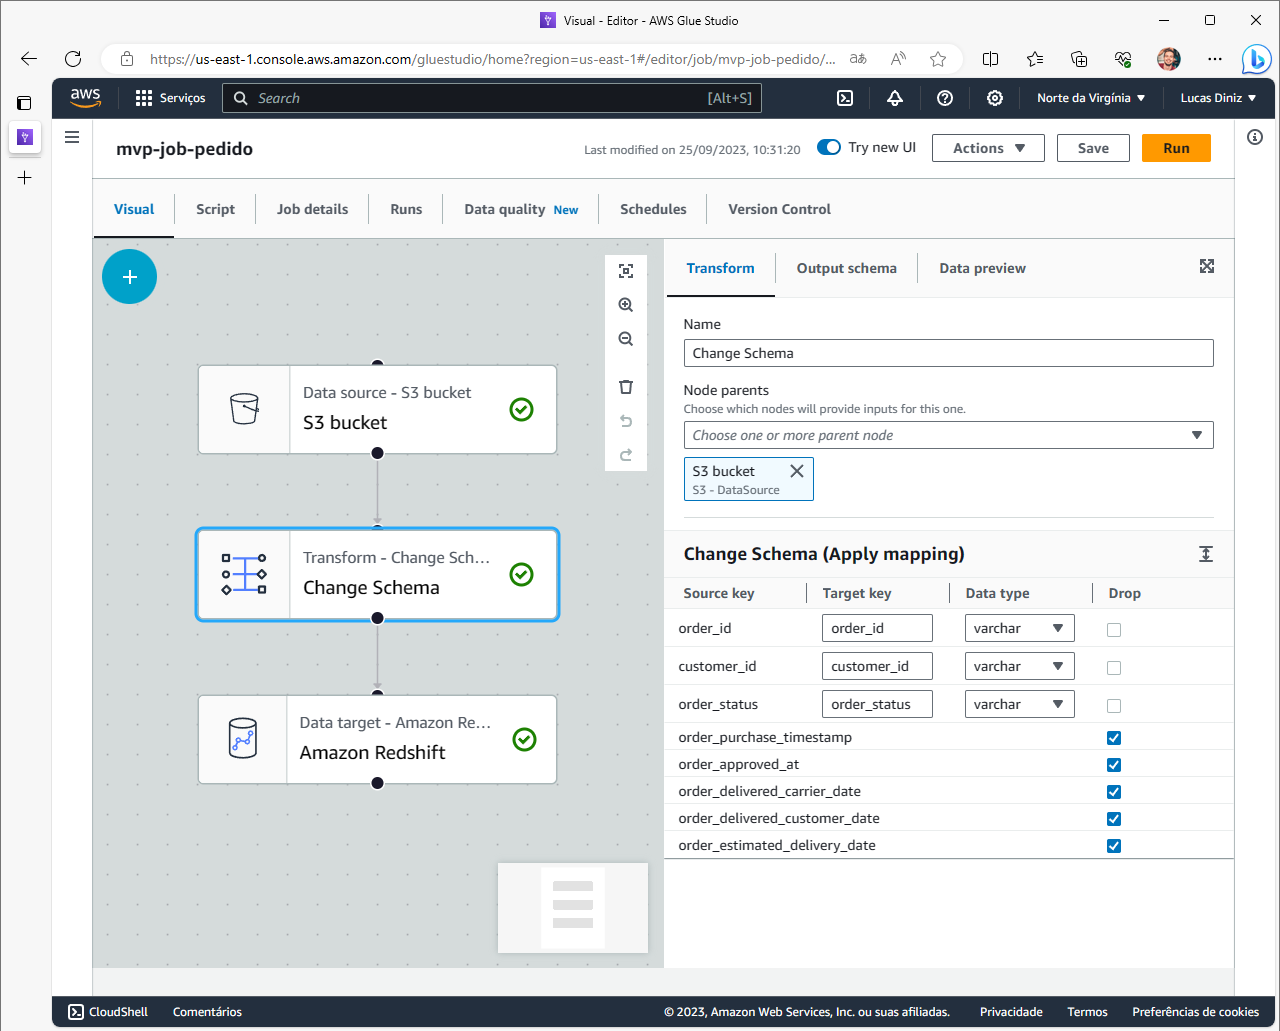 Visual - Editor - AWS Glue Studio
https://us-east-1.console.aws.amazon.com/gluestudio/home?region=us-east-1#/editor/job/mvp-job-pedido/...
aws
Serviços
Search
[Alt+S]
Norte da Virgínia
Lucas Diniz
mvp-job-pedido
Last modified on 25/09/2023, 10:31:20
Try new UI
Actions
Save
Run
Visual
Script
Job details
Runs
Data quality New
Schedules
Version Control
Data source - S3 bucket
S3 bucket
Transform - Change Sch...
Change Schema
Data target - Amazon Re...
Amazon Redshift
Transform
Output schema
Data preview
Name
Change Schema
Node parents
Choose which nodes will provide inputs for this one.
Choose one or more parent node
S3 bucket
S3 - DataSource
Change Schema (Apply mapping)
Source key Target key Data type Drop
order_id order_id varchar
customer_id customer_id varchar
order_status order_status varchar
order_purchase_timestamp
order_approved_at
order_delivered_carrier_date
order_delivered_customer_date
order_estimated_delivery_date
CloudShell
Comentários
© 2023, Amazon Web Services, Inc. ou suas afiliadas.
Privacidade
Termos
Preferências de cookies